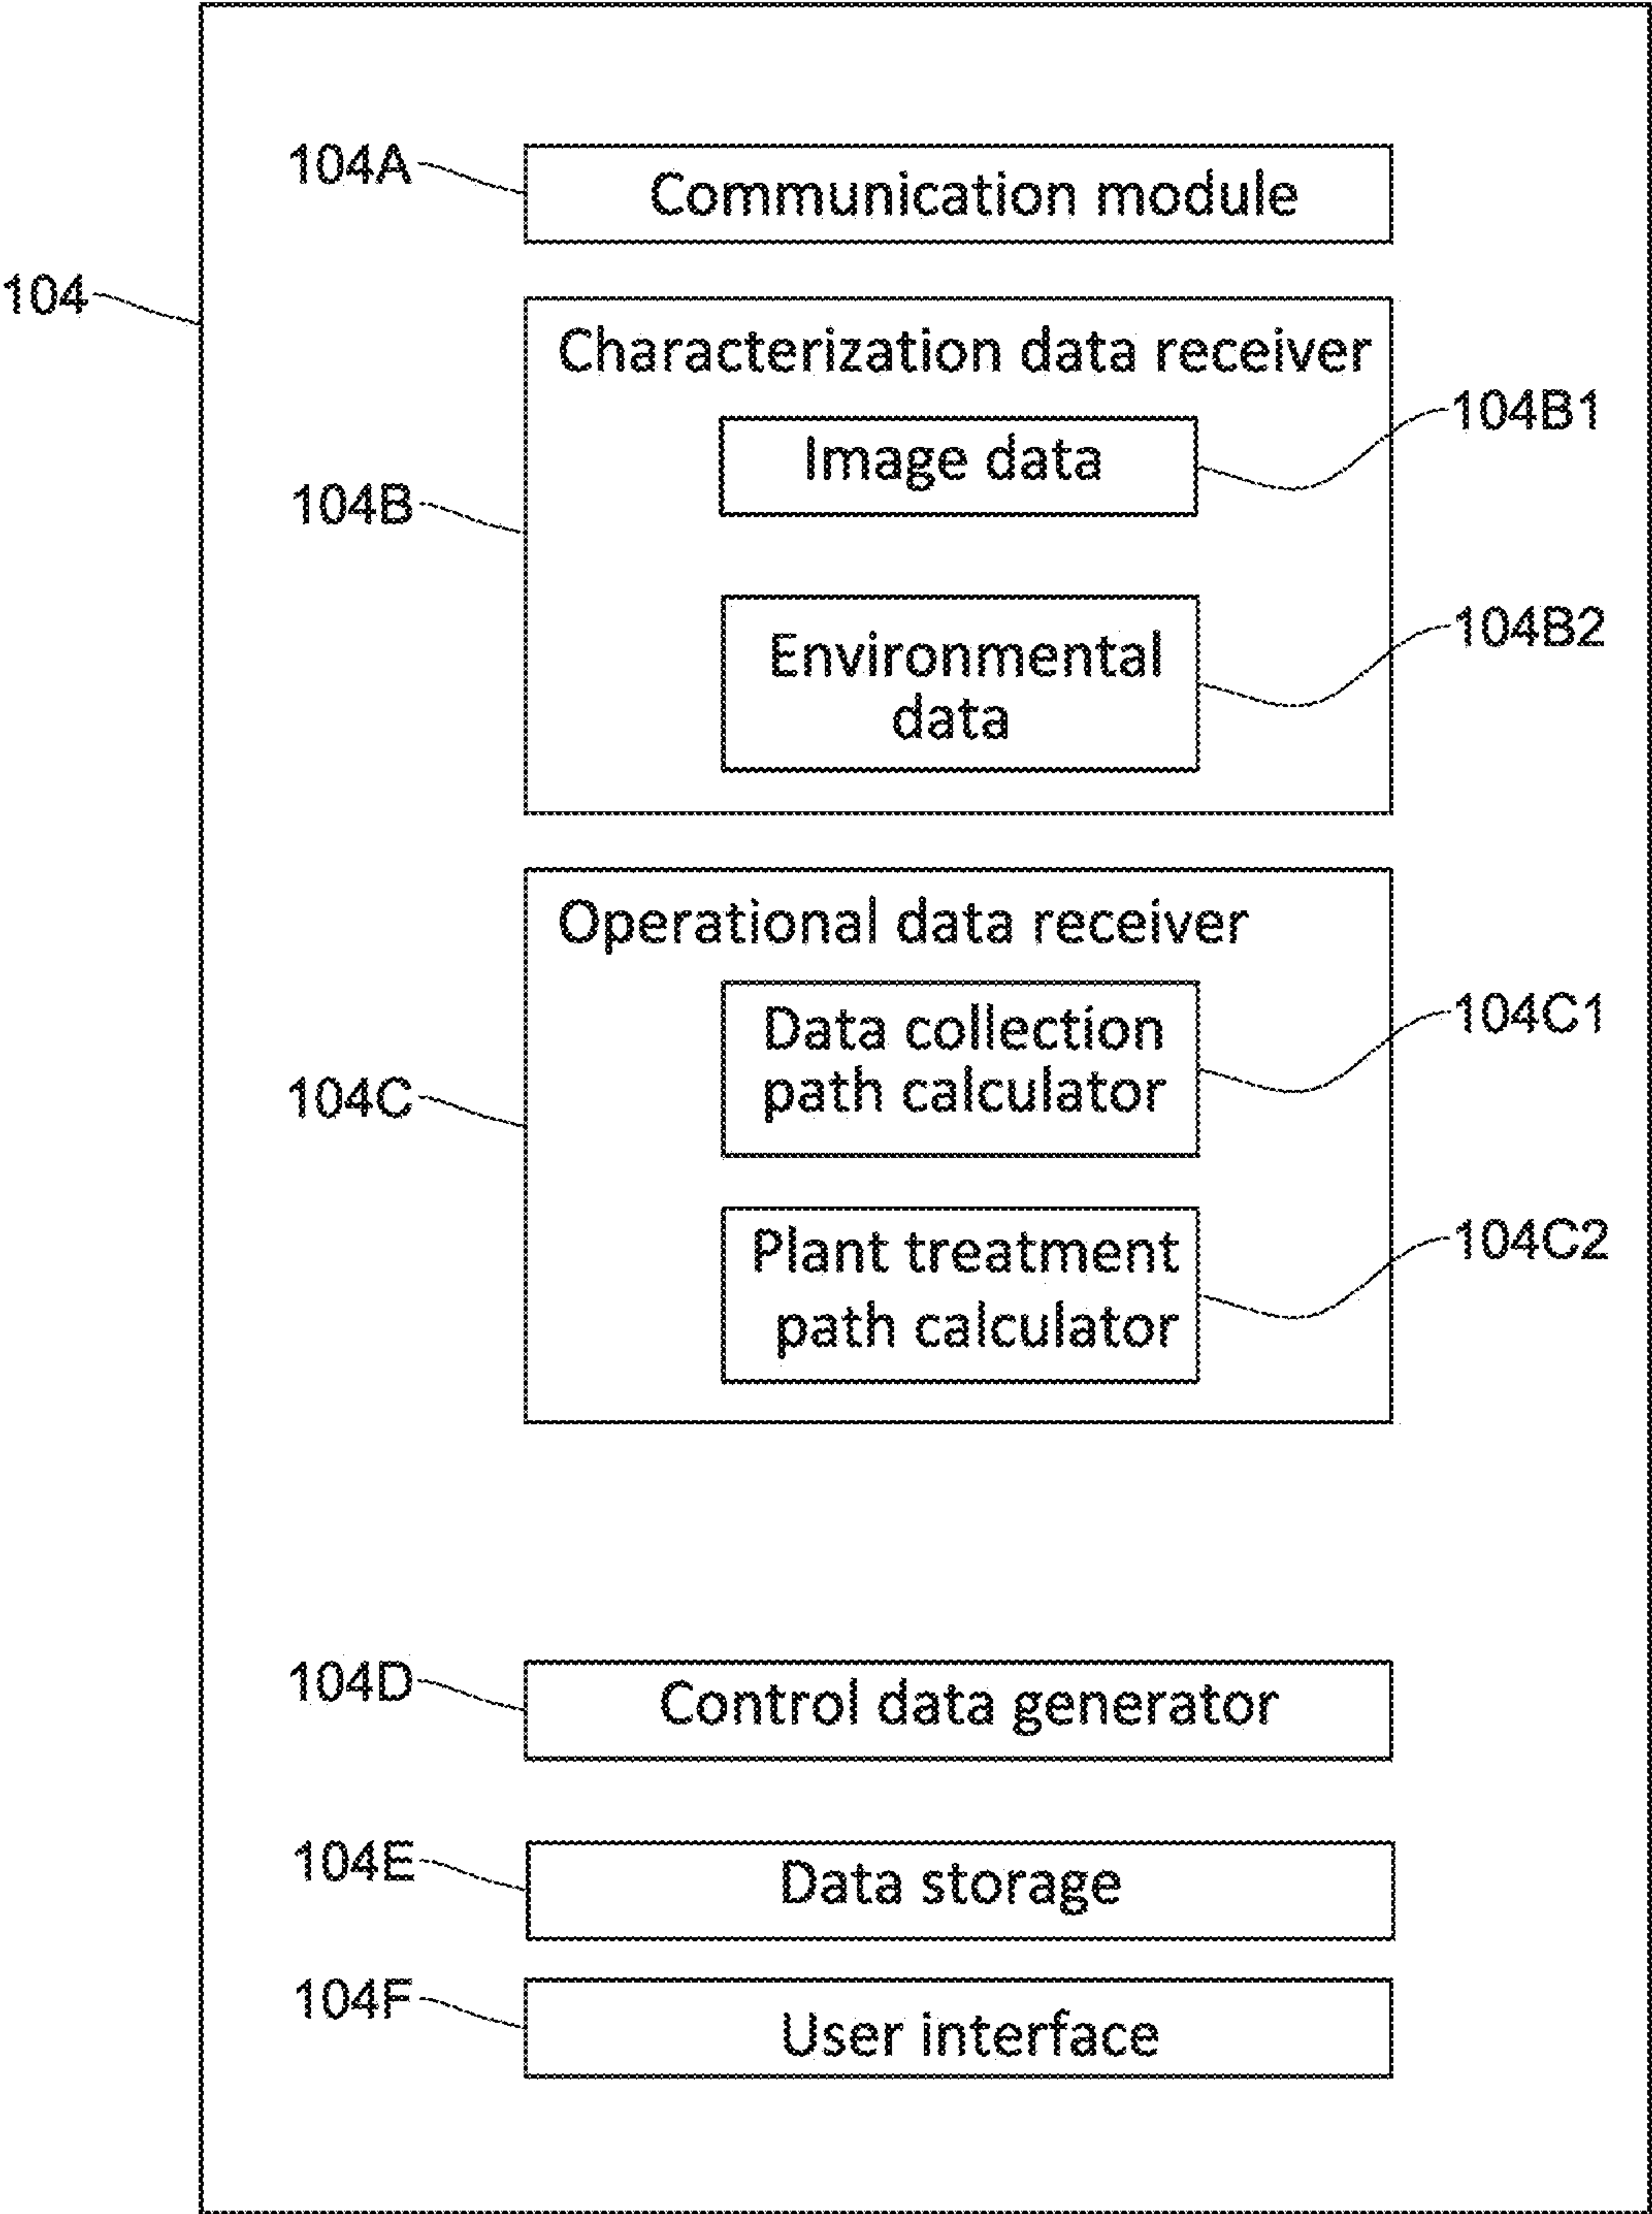 104A
Communication module
104
Characterization data receiver
104B1
Image data
104B
104B2
Environmental
data
Operational data receiver
104C1
Data collection
path calculator
104C
104C2
Plant treatment
path calculator
104D
Control data generator
104E
Data storage
104F
User interface